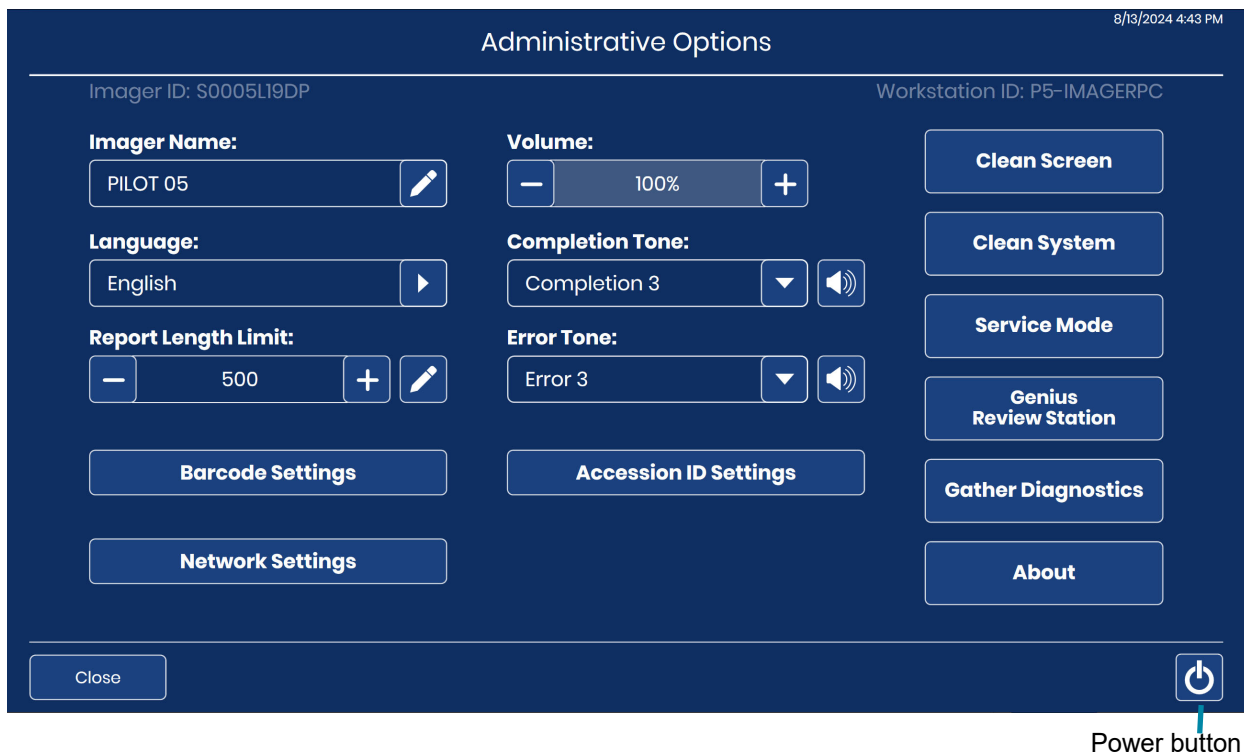 8/13/2024 4:43 PM
Administrative Options
Imager ID: S0005L19DP
Workstation ID: P5-IMAGERPC
Imager Name:
PILOT 05
Language:
English
Report Length Limit:
500
Barcode Settings
Network Settings
Volume:
100%
Completion Tone:
Completion 3
Error Tone:
Error 3
Accession ID Settings
Clean Screen
Clean System
Service Mode
Genius
Review Station
Gather Diagnostics
About
Close
Power button